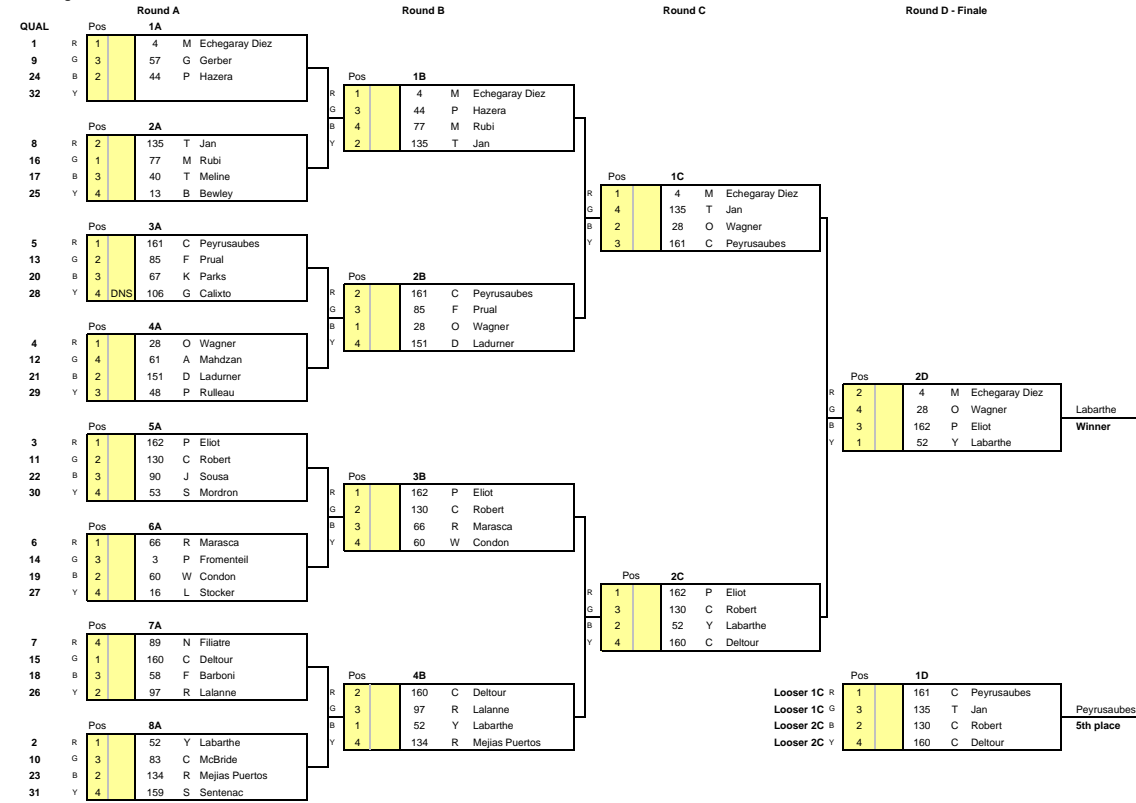 Round A Round B Round C Round D - Finale
QUAL Pos 1A
1 R 1 4 M Echegaray Diez
9 G 3 57 G Gerber
24 B 2 44 P Hazera
32 Y
Pos 2A
8 R 2 135 T Jan
16 G 1 77 M Rubi
17 B 3 40 T Meline
25 Y 4 13 B Bewley
Pos 3A
5 R 1 161 C Peyrusaubes
13 G 2 85 F Prual
20 B 3 67 K Parks
28 Y 4 DNS 106 G Calixto
Pos 4A
4 R 1 28 O Wagner
12 G 4 61 A Mahdzan
21 B 2 151 D Ladurner
29 Y 3 48 P Rulleau
Pos 5A
3 R 1 162 P Eliot
11 G 2 130 C Robert
22 B 3 90 J Sousa
30 Y 4 53 S Mordron
Pos 6A
6 R 1 66 R Marasca
14 G 3 3 P Fromenteil
19 B 2 60 W Condon
27 Y 4 16 L Stocker
Pos 7A
7 R 4 89 N Filiatre
15 G 1 160 C Deltour
18 B 3 58 F Barboni
26 Y 2 97 R Lalanne
Pos 8A
2 R 1 52 Y Labarthe
10 G 3 83 C McBride
23 B 2 134 R Mejias Puertos
31 Y 4 159 S Sentenac
Pos 1B
R 1 4 M Echegaray Diez
G 3 44 P Hazera
B 4 77 M Rubi
Y 2 135 T Jan
Pos 2B
R 2 161 C Peyrusaubes
G 3 85 F Prual
B 1 28 O Wagner
Y 4 151 D Ladurner
Pos 3B
R 1 162 P Eliot
G 2 130 C Robert
B 3 66 R Marasca
Y 4 60 W Condon
Pos 4B
R 2 160 C Deltour
G 3 97 R Lalanne
B 1 52 Y Labarthe
Y 4 134 R Mejias Puertos
Pos 1C
R 1 4 M Echegaray Diez
G 4 135 T Jan
B 2 28 O Wagner
Y 3 161 C Peyrusaubes
Pos 2C
R 1 162 P Eliot
G 3 130 C Robert
B 2 52 Y Labarthe
Y 4 160 C Deltour
Pos 2D
R 2 4 M Echegaray Diez
G 4 28 O Wagner Labarthe
B 3 162 P Eliot Winner
Y 1 52 Y Labarthe
Pos 1D
Looser 1C R 1 161 C Peyrusaubes
Looser 1C G 3 135 T Jan Peyrusaubes
Looser 2C B 2 130 C Robert 5th place
Looser 2C Y 4 160 C Deltour